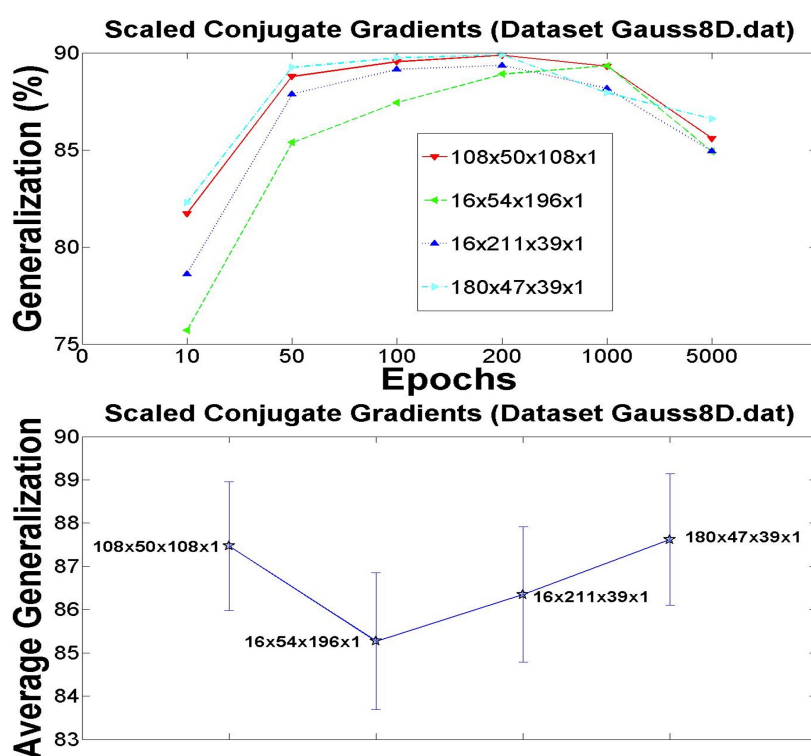 Scaled Conjugate Gradients (Dataset Gauss8D.dat)
Generalization (%)
90
85
80
75
108x50x108x1
16x54x196x1
16x211x39x1
180x47x39x1
0 10 50 100 200 1000 5000
Epochs
Scaled Conjugate Gradients (Dataset Gauss8D.dat)
Average Generalization
90
89
88
87
86
85
84
83
108x50x108x1
16x54x196x1
16x211x39x1
180x47x39x1